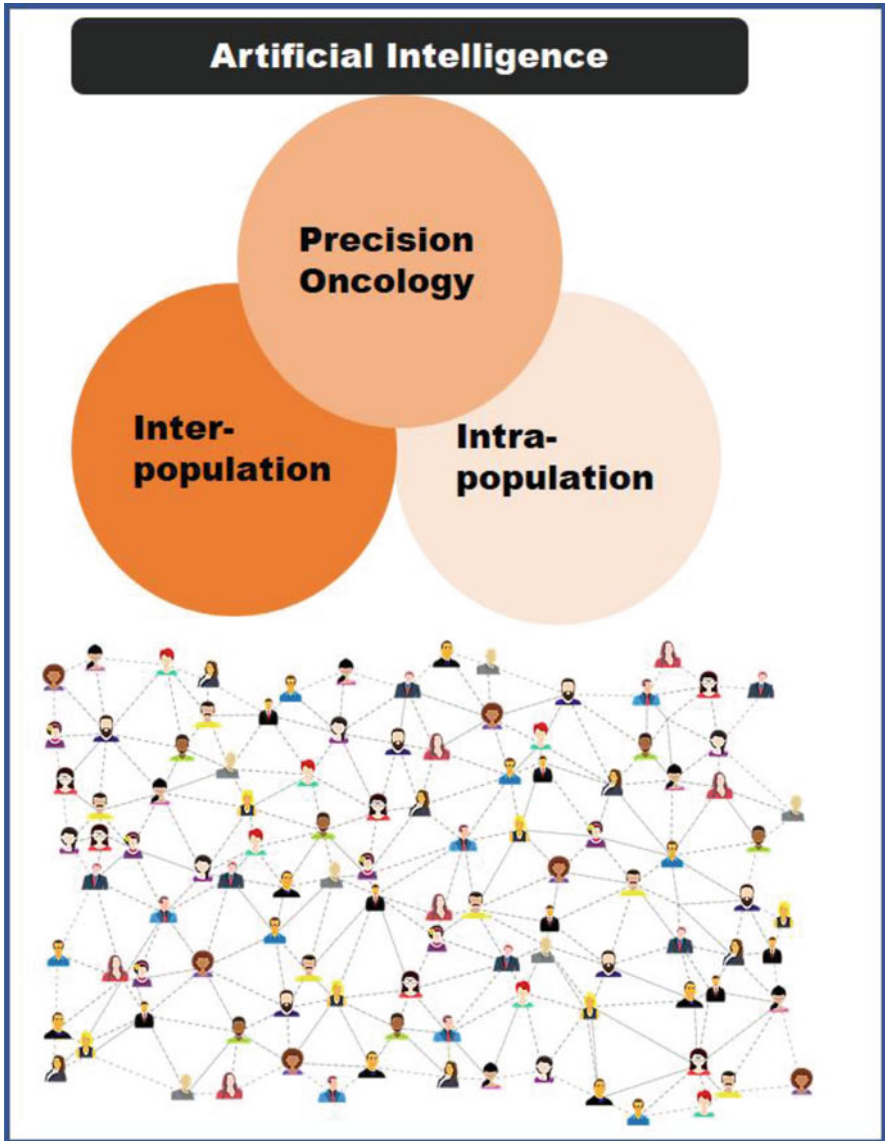 Artificial Intelligence
Precision
Oncology
Inter-
population
Intra-
population